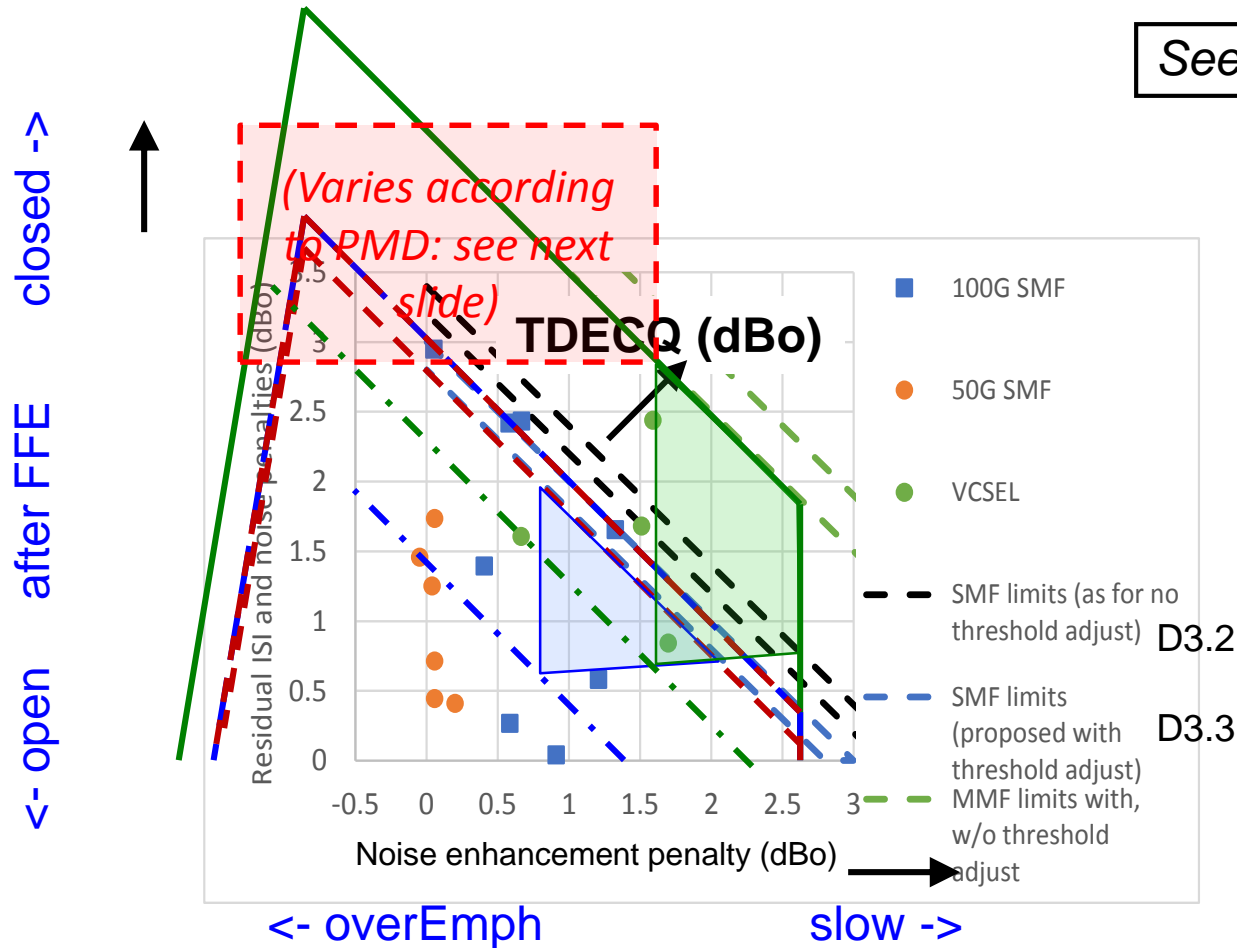 See
closed ->
after FFE
<- open
Residual ISI and noise penalties (dBo)
(Varies according
to PMD: see next
slide)
TDECQ (dBo)
3.5
3
2.5
2
1.5
1
0.5
0
-0.5 0 0.5 1 1.5 2 2.5 3
Noise enhancement penalty (dBo)
<- overEmph slow ->
100G SMF
50G SMF
VCSEL
SMF limits (as for no
threshold adjust)
D3.2
SMF limits
(proposed with
threshold adjust)
D3.3
MMF limits with,
w/o threshold
adjust